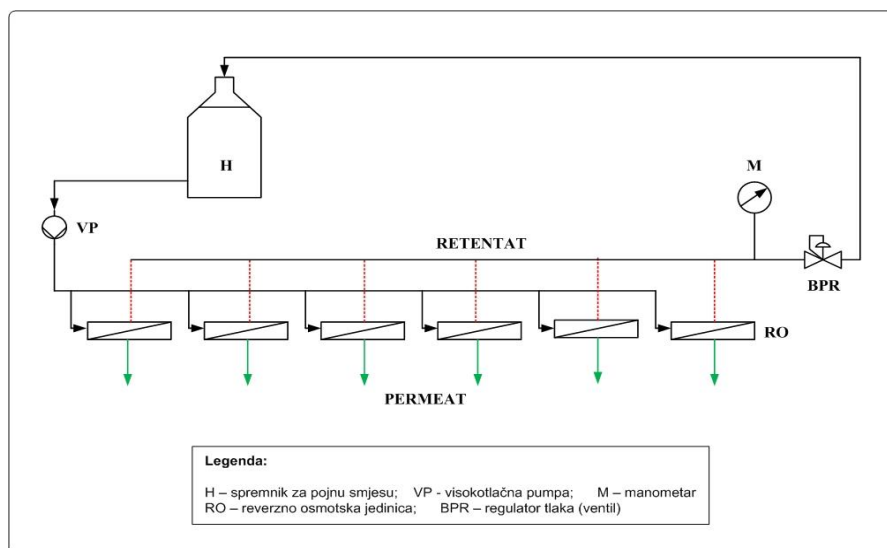 H
M
VP
RETENTAT
BPR
RO
PERMEAT
Legenda:
H – spremnik za pojnu smjesu; VP - visokotlačna pumpa; M – manometar
RO – reverzno osmotska jedinica; BPR – regulator tlaka (ventil)